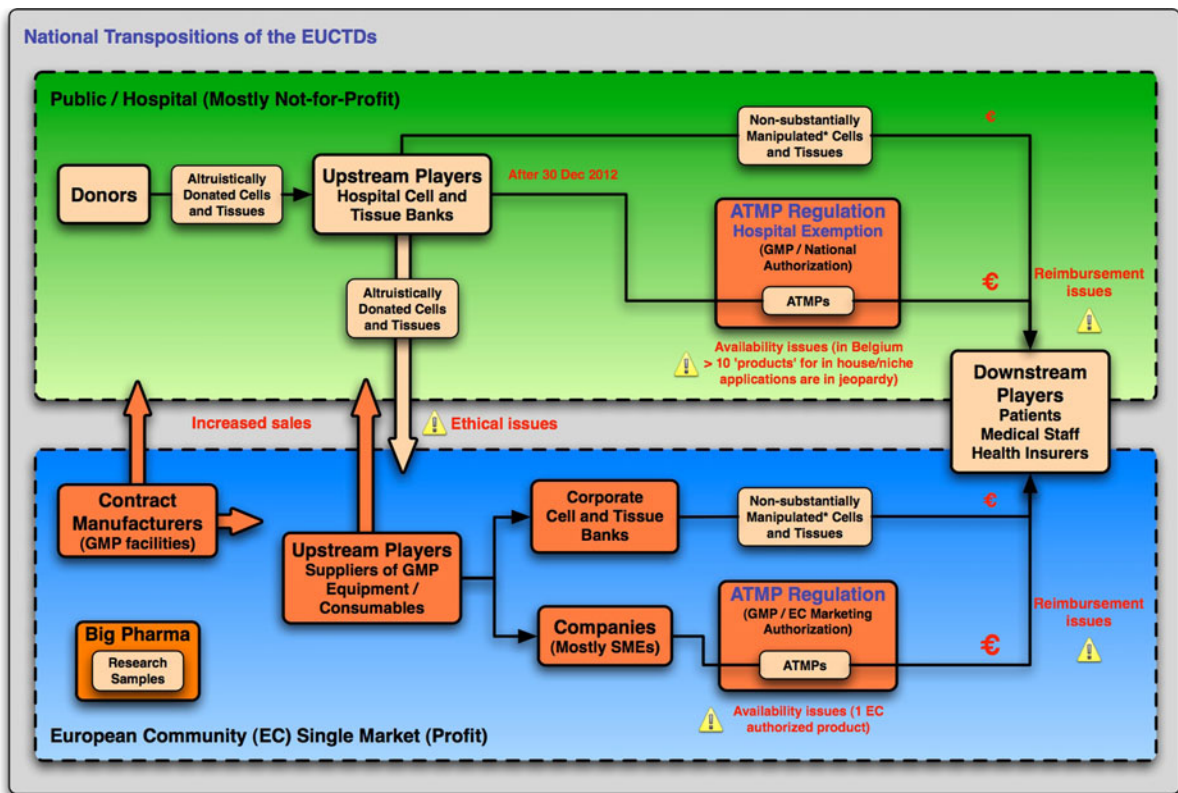 National Transpositions of the EUCTDs
Public / Hospital (Mostly Not-for-Profit)
Donors
Altruistically
Donated Cells
and Tissues
Upstream Players
Hospital Cell and
Tissue Banks
Non-substantially
Manipulated* Cells
and Tissues
€
After 30 Dec 2012
ATMP Regulation
Hospital Exemption
(GMP / National
Authorization)
ATMPs
€
Reimbursement
issues
Altruistically
Donated Cells
and Tissues
Availability issues (in Belgium
> 10 'products' for in house/niche
applications are in jeopardy)
Downstream
Players
Patients
Medical Staff
Health Insurers
Increased sales
Ethical issues
Contract
Manufacturers
(GMP facilities)
Upstream Players
Suppliers of GMP
Equipment /
Consumables
Corporate
Cell and Tissue
Banks
Non-substantially
Manipulated* Cells
and Tissues
€
Companies
(Mostly SMEs)
ATMP Regulation
(GMP / EC Marketing
Authorization)
ATMPs
€
Reimbursement
issues
Big Pharma
Research
Samples
Availability issues (1 EC
authorized product)
European Community (EC) Single Market (Profit)